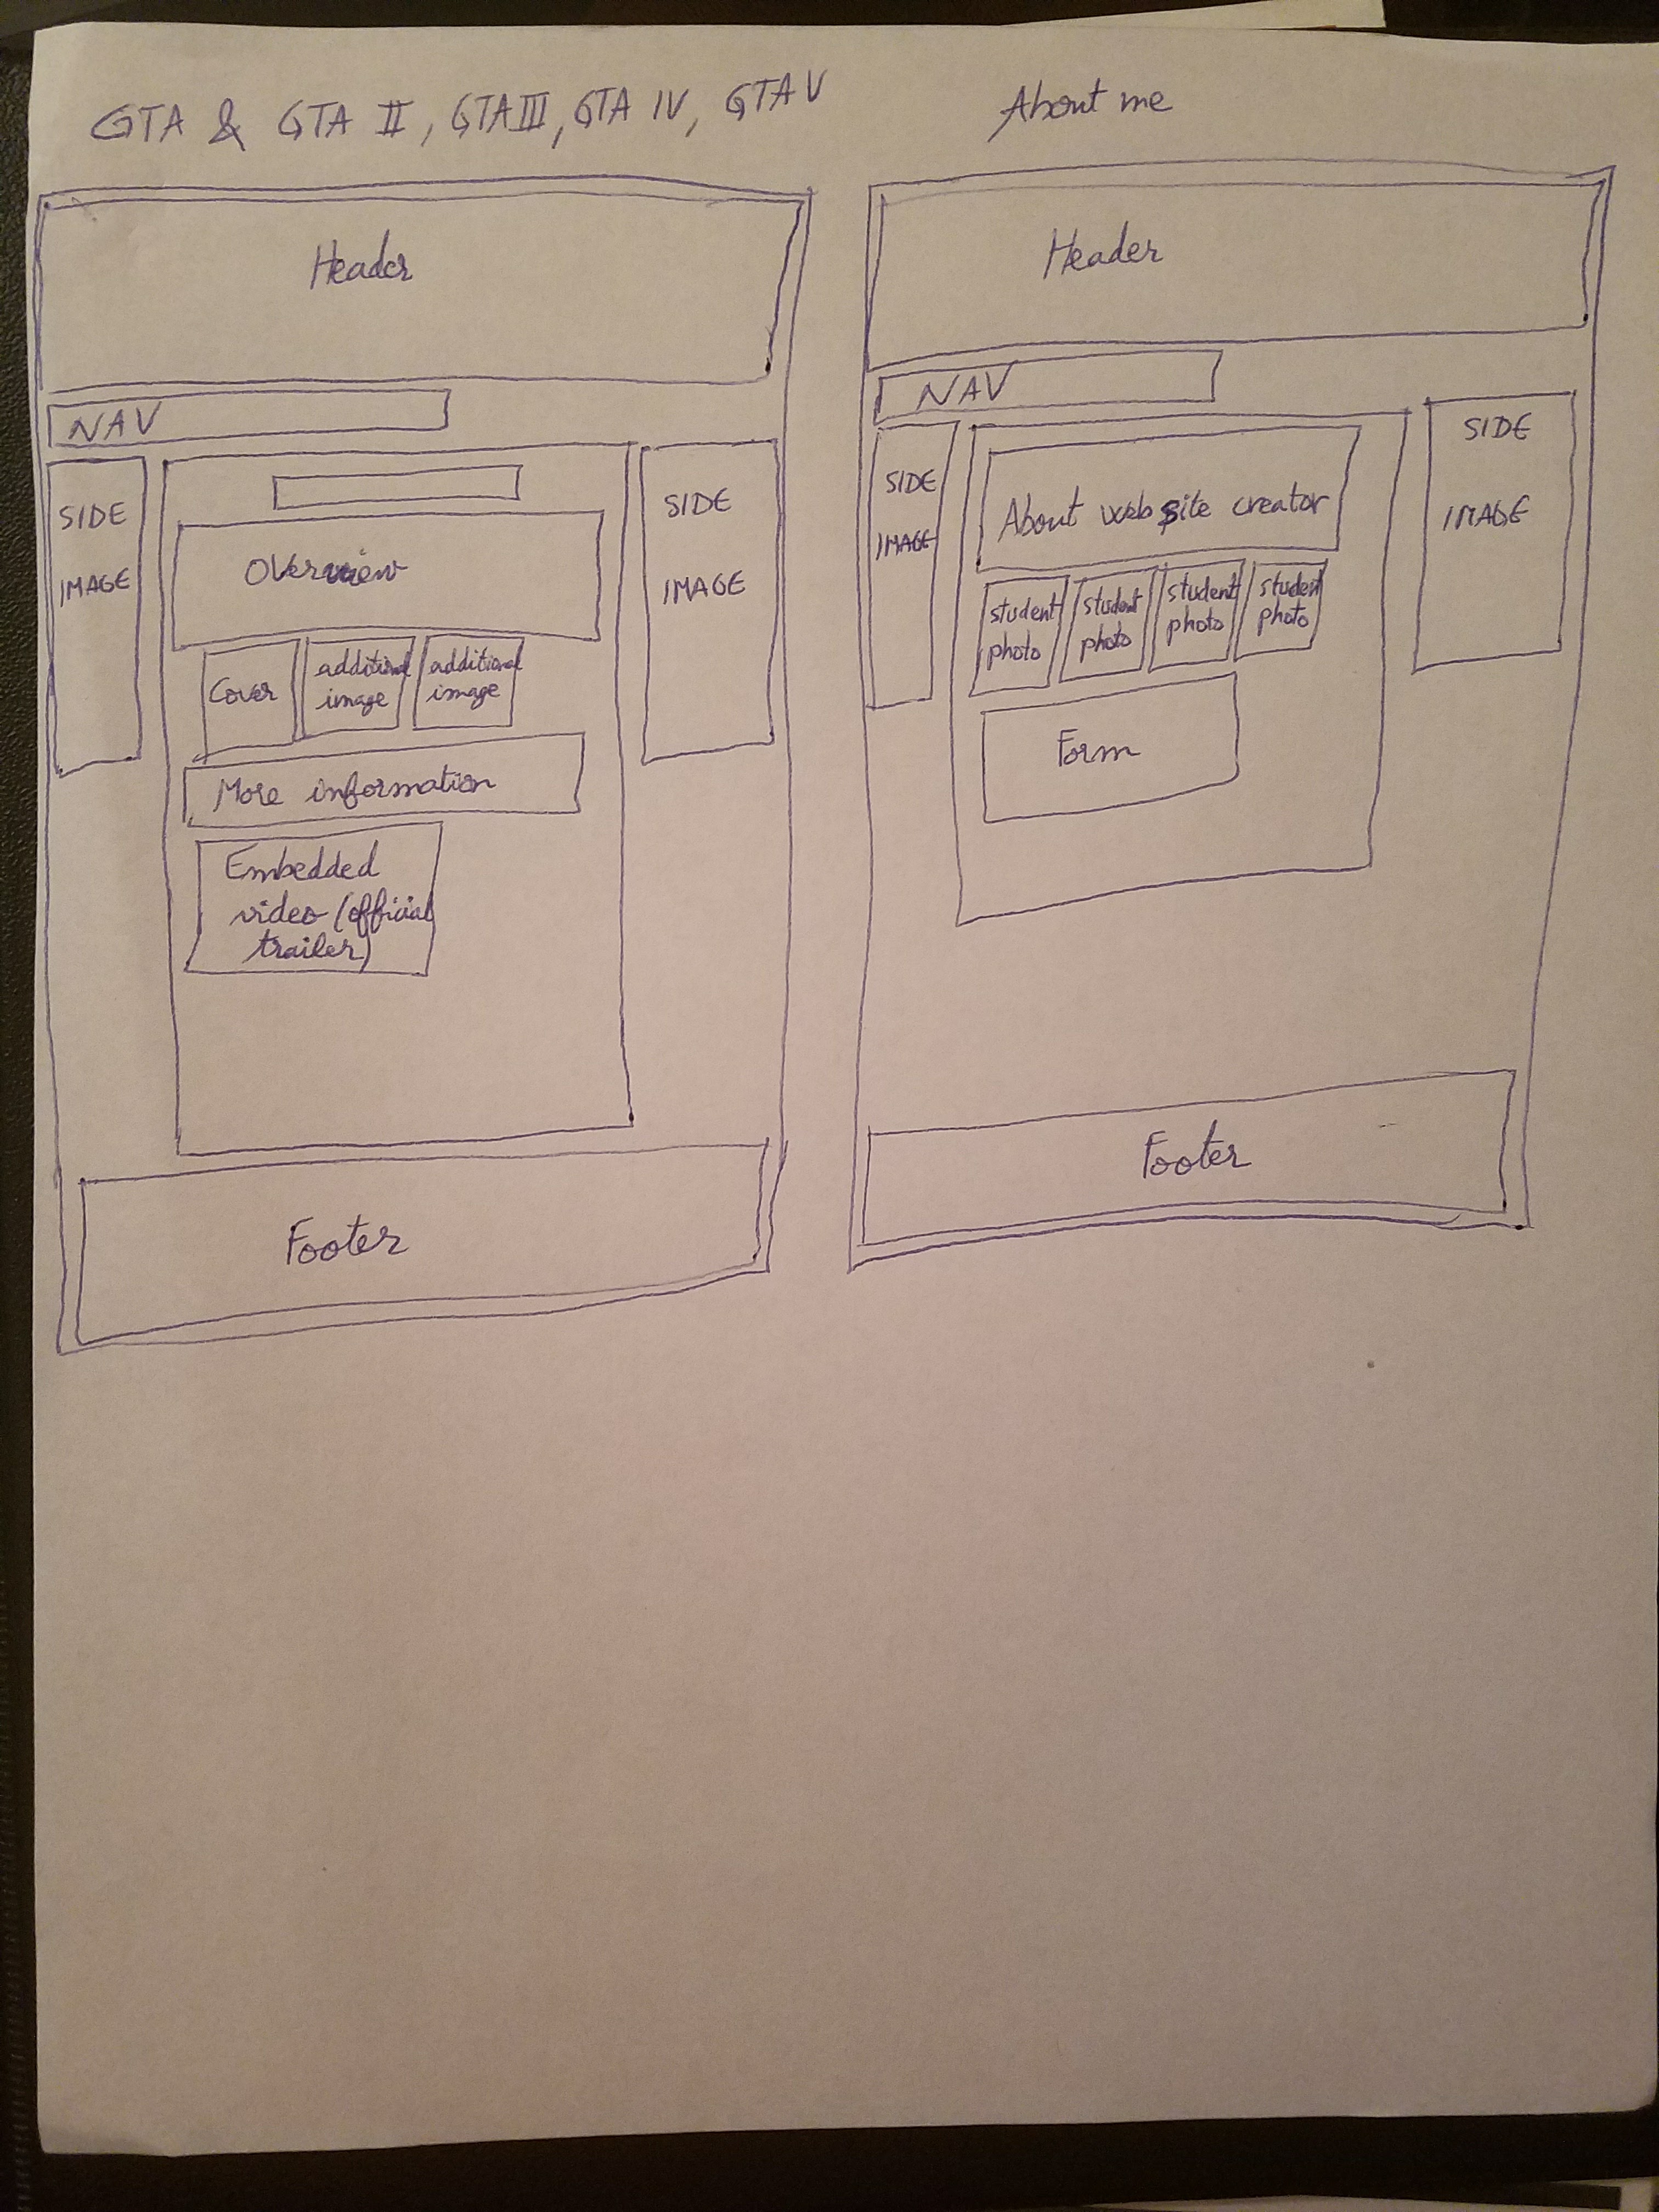 GTA & GTA II, GTA III, GTA IV, GTA V
Header
NAV
SIDE
IMAGE
Overview
Cover
additional
image
additional
image
More information
Embedded
video (official
trailer)
SIDE
IMAGE
Footer
About me
Header
NAV
SIDE
IMAGE
About web site creator
student
photo
student
photo
student
photo
student
photo
Form
SIDE
IMAGE
Footer